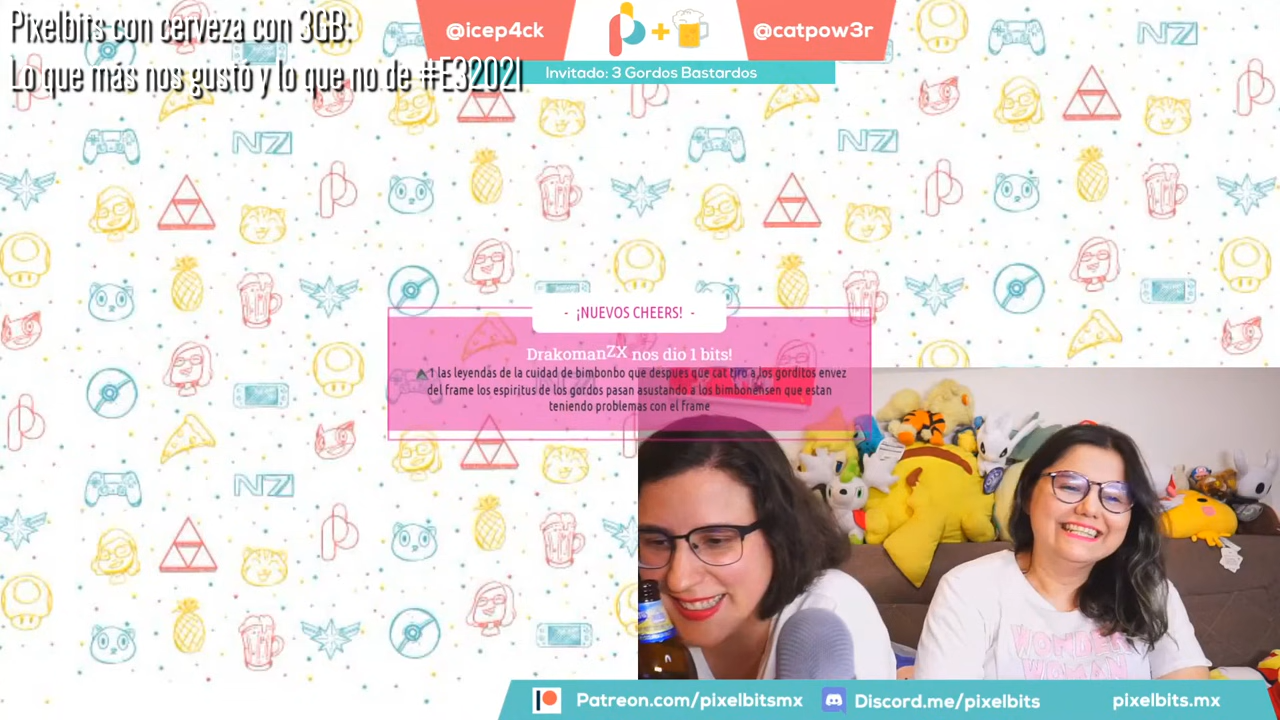 Pixelbits con cerveza con 3GB:
Lo que más nos gustó y lo que no de #E32021
@icep4ck
@catpow3r
Invitado: 3 Gordos Bastardos
- ¡NUEVOS CHEERS! -
DrakomanZX nos dio 1 bits!
1 las leyendas de la cuidad de bimbonbo que despues que cat tiro a los gorditos envez
del frame los espiritus de los gordos pasan asustando a los bimbonensen que estan
teniendo problemas con el frame
WONDER
WOMAN
Patreon.com/pixelbitsmx
Discord.me/pixelbits
pixelbits.mx